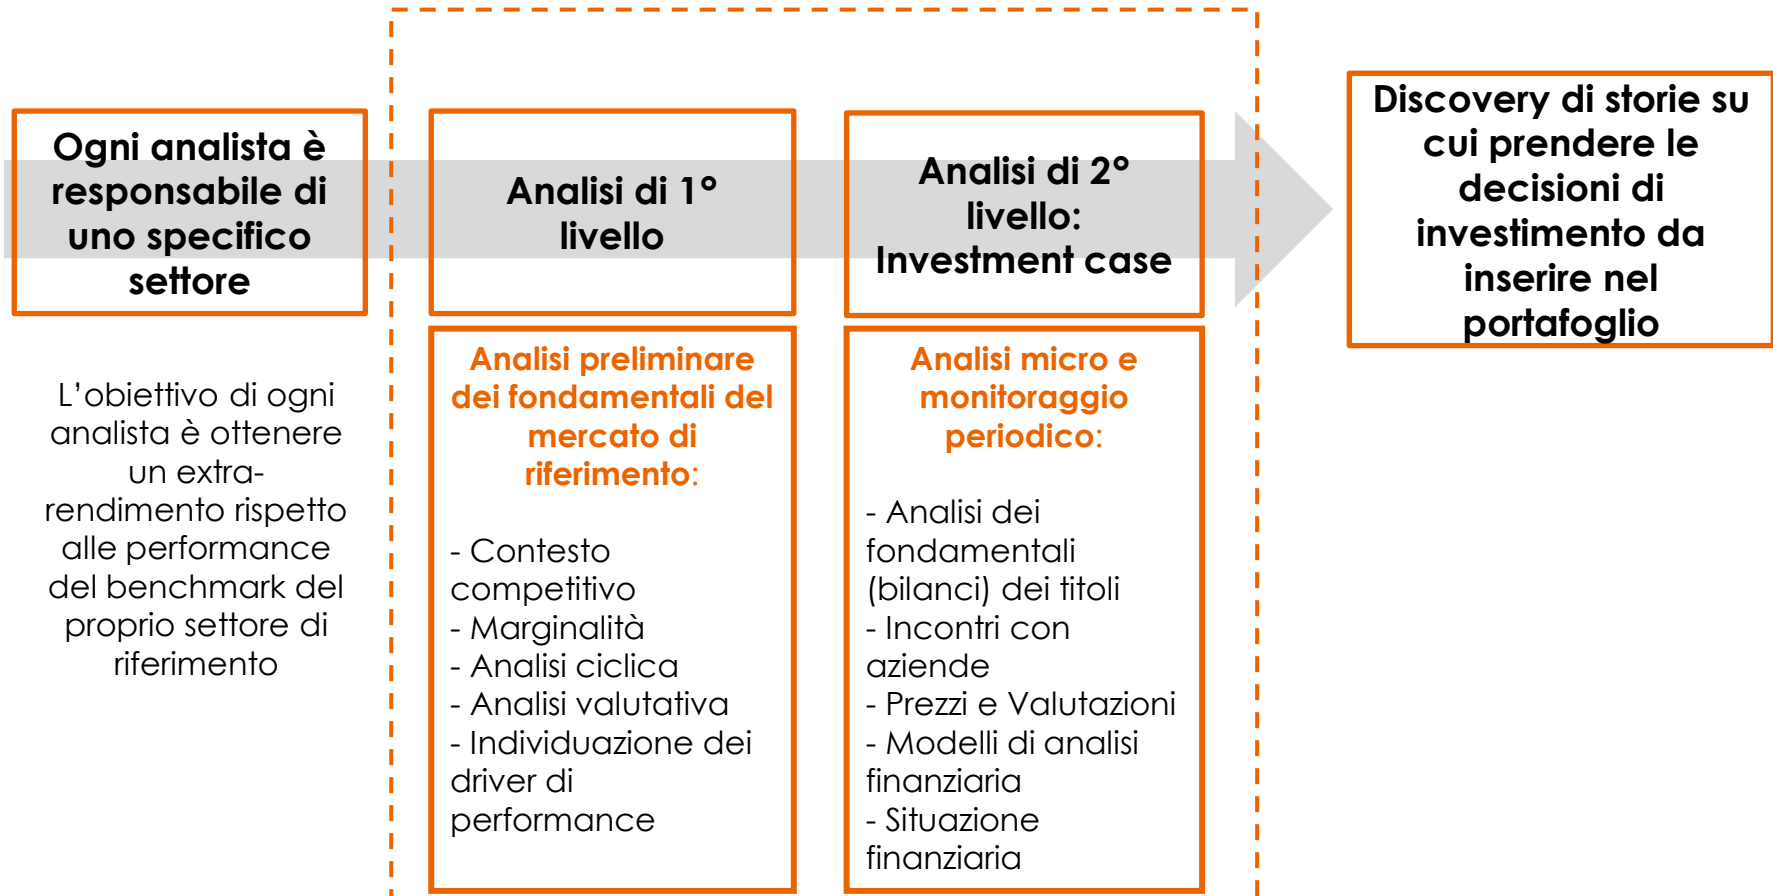 Ogni analista è
responsabile di
uno specifico
settore
L'obiettivo di ogni
analista è ottenere
un extra-
rendimento rispetto
alle performance
del benchmark del
proprio settore di
riferimento
Analisi di 1°
livello
Analisi preliminare
dei fondamentali del
mercato di
riferimento:
- Contesto
competitivo
- Marginalità
- Analisi ciclica
- Analisi valutativa
- Individuazione dei
driver di
performance
Analisi di 2°
livello:
Investment case
Analisi micro e
monitoraggio
periodico:
- Analisi dei
fondamentali
(bilanci) dei titoli
- Incontri con
aziende
- Prezzi e Valutazioni
- Modelli di analisi
finanziaria
- Situazione
finanziaria
Discovery di storie su
cui prendere le
decisioni di
investimento da
inserire nel
portafoglio